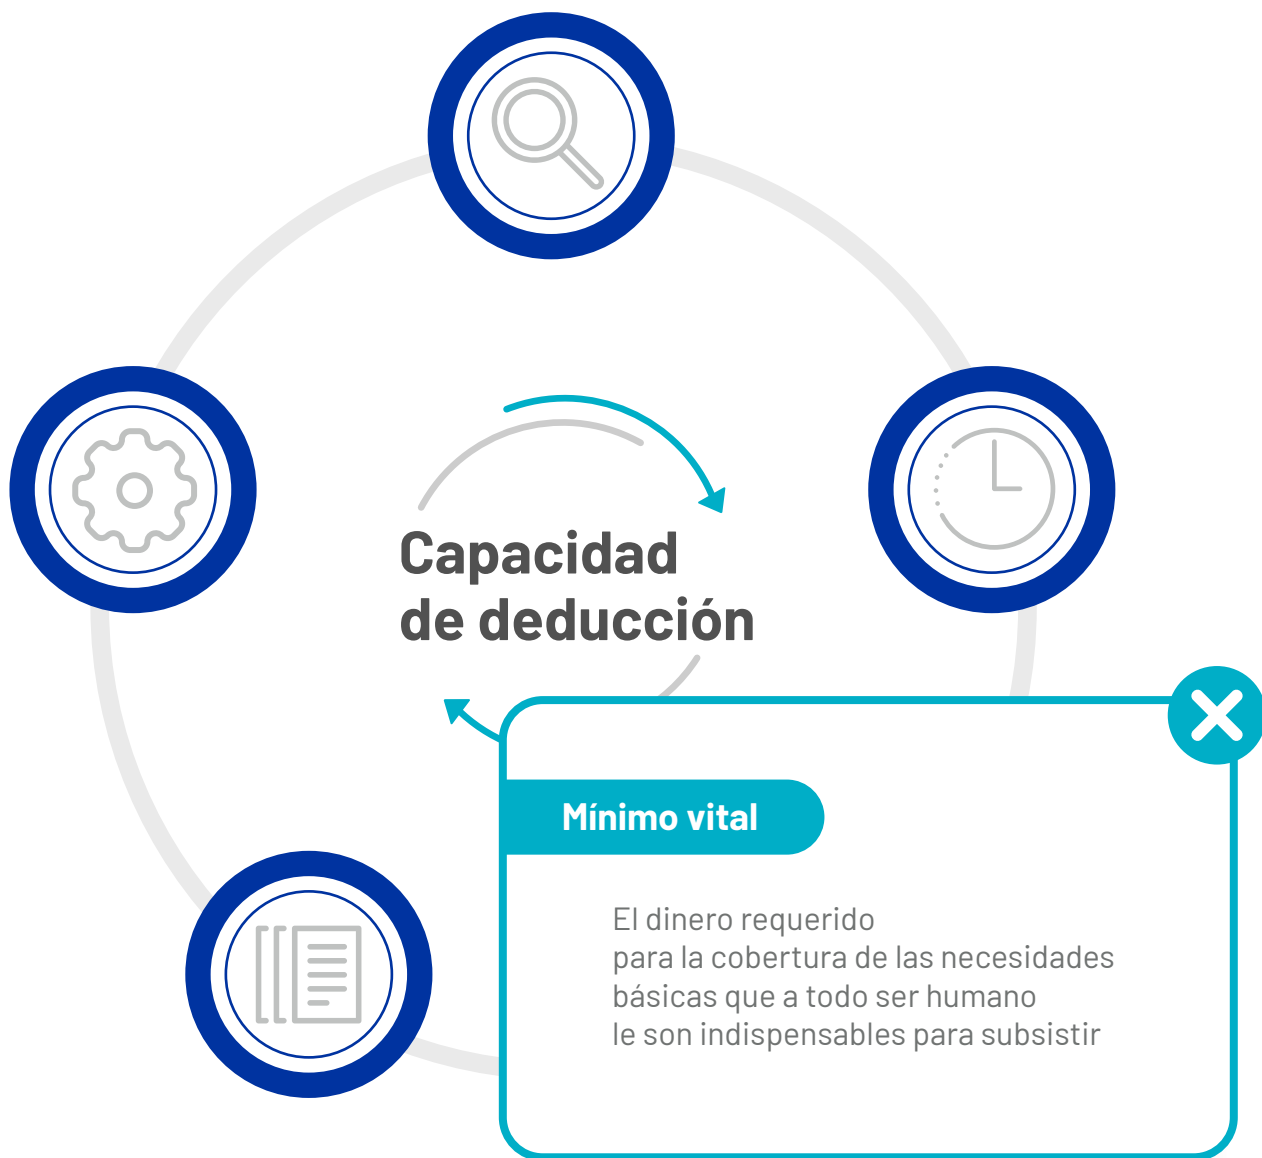 Capacidad
de deducción
Mínimo vital
El dinero requerido
para la cobertura de las necesidades
básicas que a todo ser humano
le son indispensables para subsistir